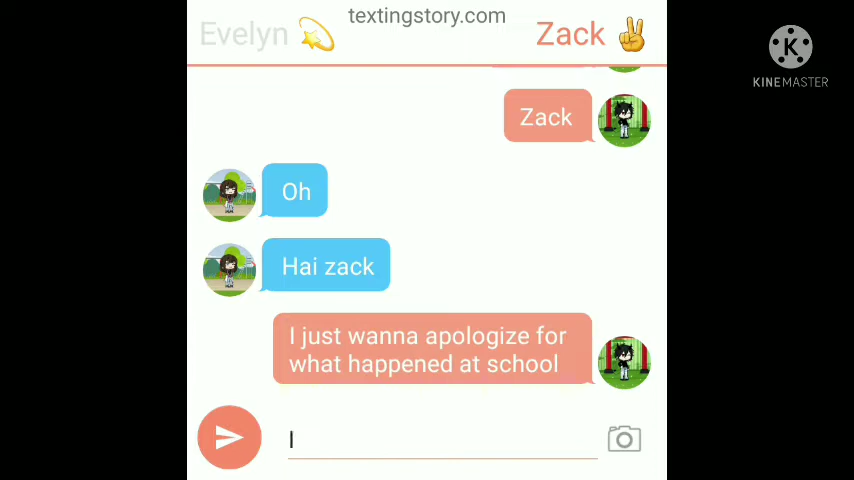 textingstory.com
Evelyn 💫 Zack ✌
K
KINEMASTER
Zack
Oh
Hai zack
I just wanna apologize for
what happened at school
I